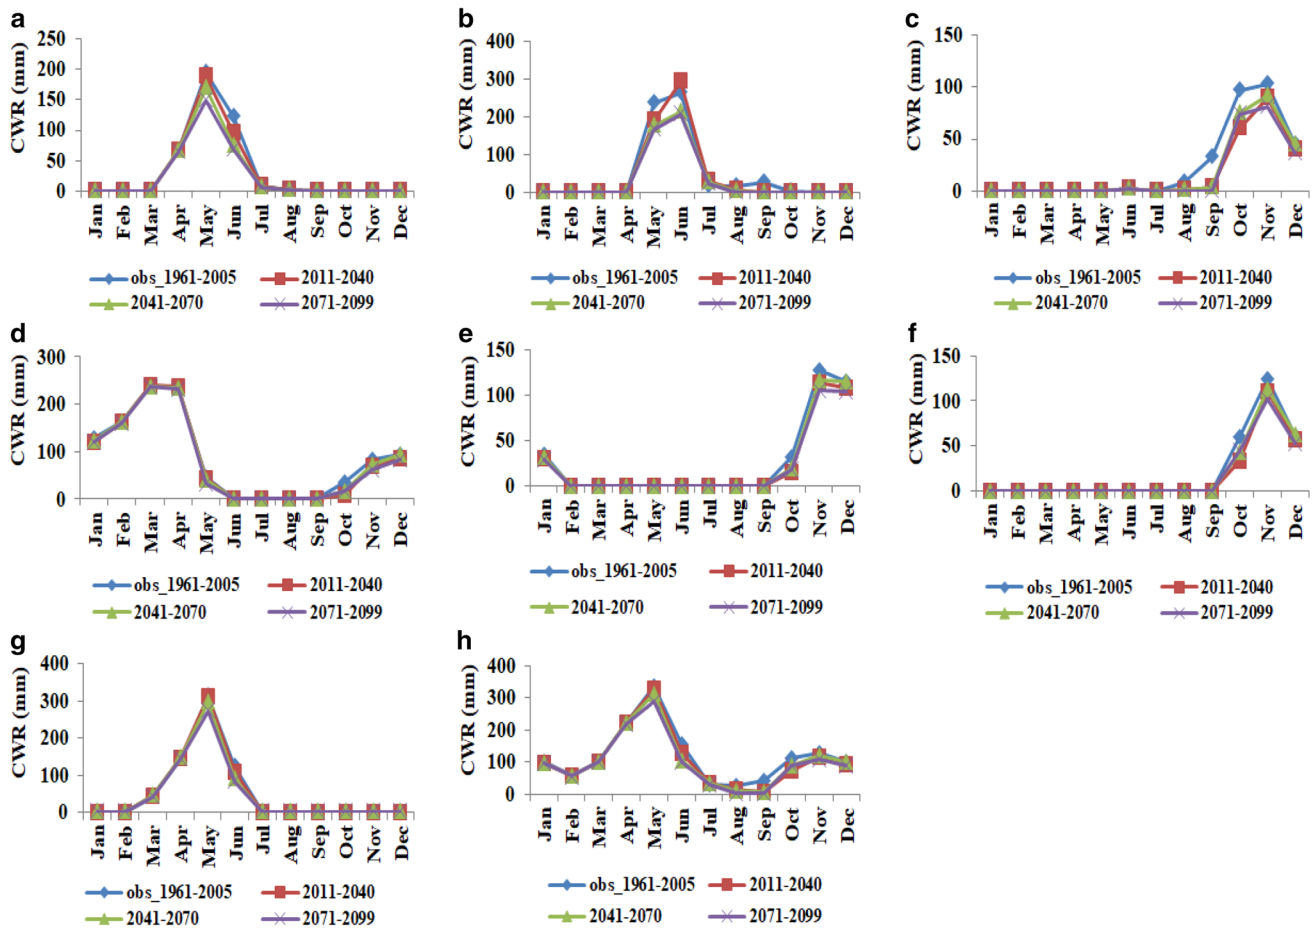 a
CWR (mm)
250
200
150
100
50
0
Jan Feb Mar Apr May Jun Jul Aug Sep Oct Nov Dec
obs_1961-2005 2011-2040
2041-2070 2071-2099
b
CWR (mm)
400
300
200
100
0
Jan Feb Mar Apr May Jun Jul Aug Sep Oct Nov Dec
obs_1961-2005 2011-2040
2041-2070 2071-2099
c
CWR (mm)
150
100
50
0
Jan Feb Mar Apr May Jun Jul Aug Sep Oct Nov Dec
obs_1961-2005 2011-2040
2041-2070 2071-2099
d
CWR (mm)
300
200
100
0
Jan Feb Mar Apr May Jun Jul Aug Sep Oct Nov Dec
obs_1961-2005 2011-2040
2041-2070 2071-2099
e
CWR (mm)
150
100
50
0
Jan Feb Mar Apr May Jun Jul Aug Sep Oct Nov Dec
obs_1961-2005 2011-2040
2041-2070 2071-2099
f
CWR (mm)
150
100
50
0
Jan Feb Mar Apr May Jun Jul Aug Sep Oct Nov Dec
obs_1961-2005 2011-2040
2041-2070 2071-2099
g
CWR (mm)
400
300
200
100
0
Jan Feb Mar Apr May Jun Jul Aug Sep Oct Nov Dec
obs_1961-2005 2011-2040
2041-2070 2071-2099
h
CWR (mm)
400
300
200
100
0
Jan Feb Mar Apr May Jun Jul Aug Sep Oct Nov Dec
obs_1961-2005 2011-2040
2041-2070 2071-2099